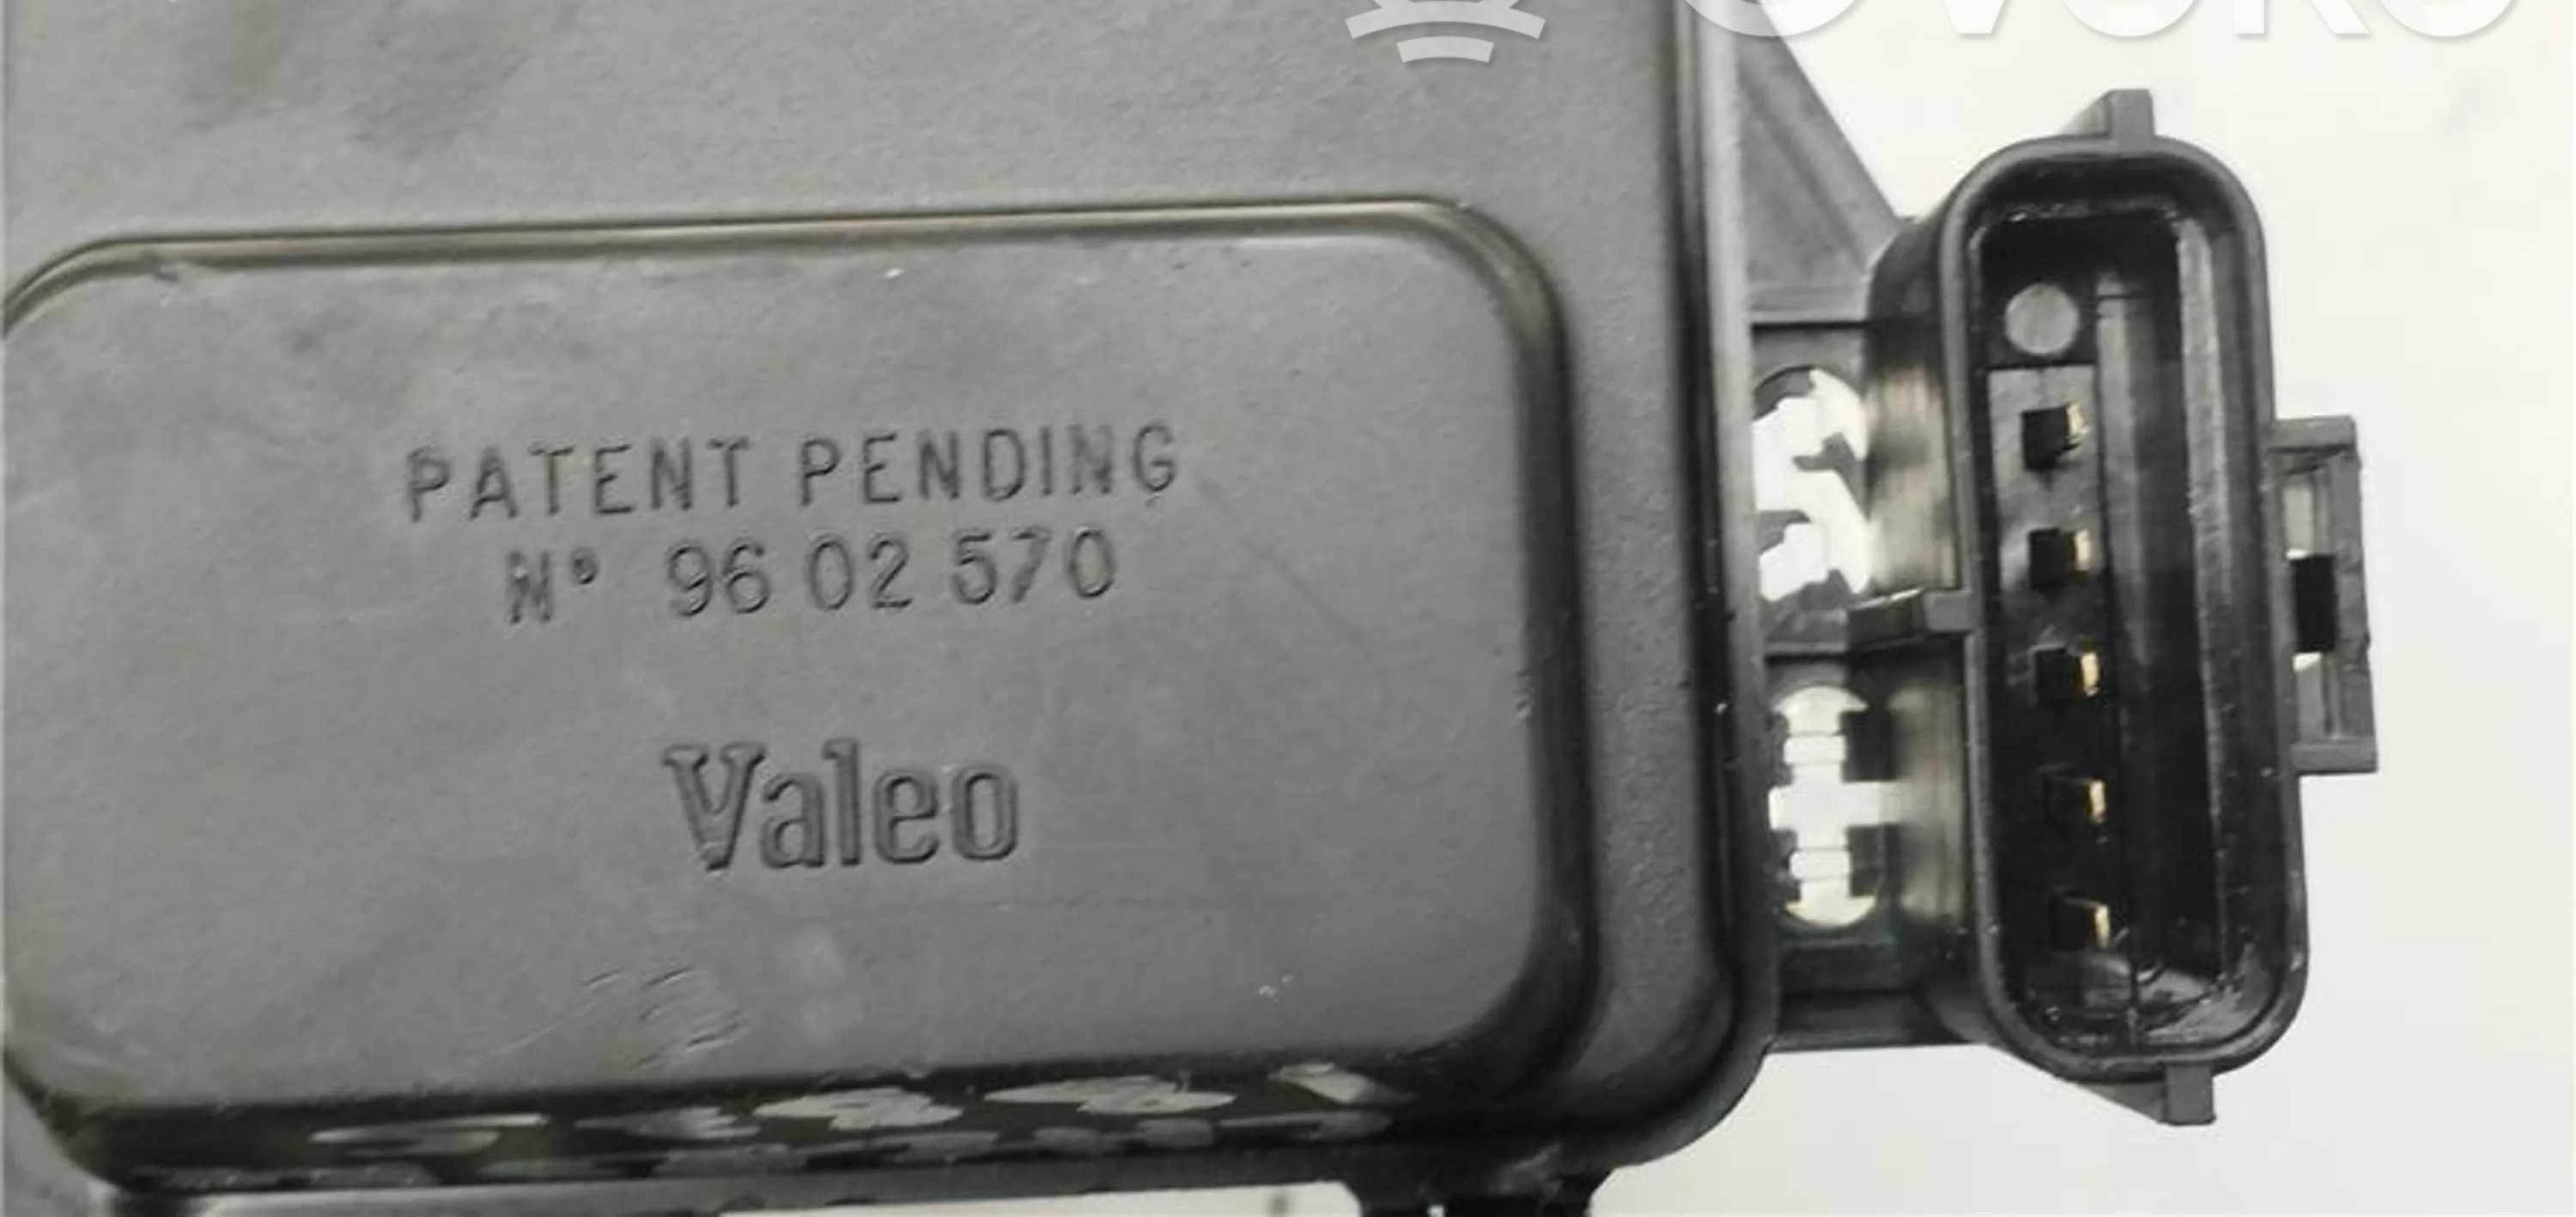 PATENT PENDING
N° 96 02 570
Valeo